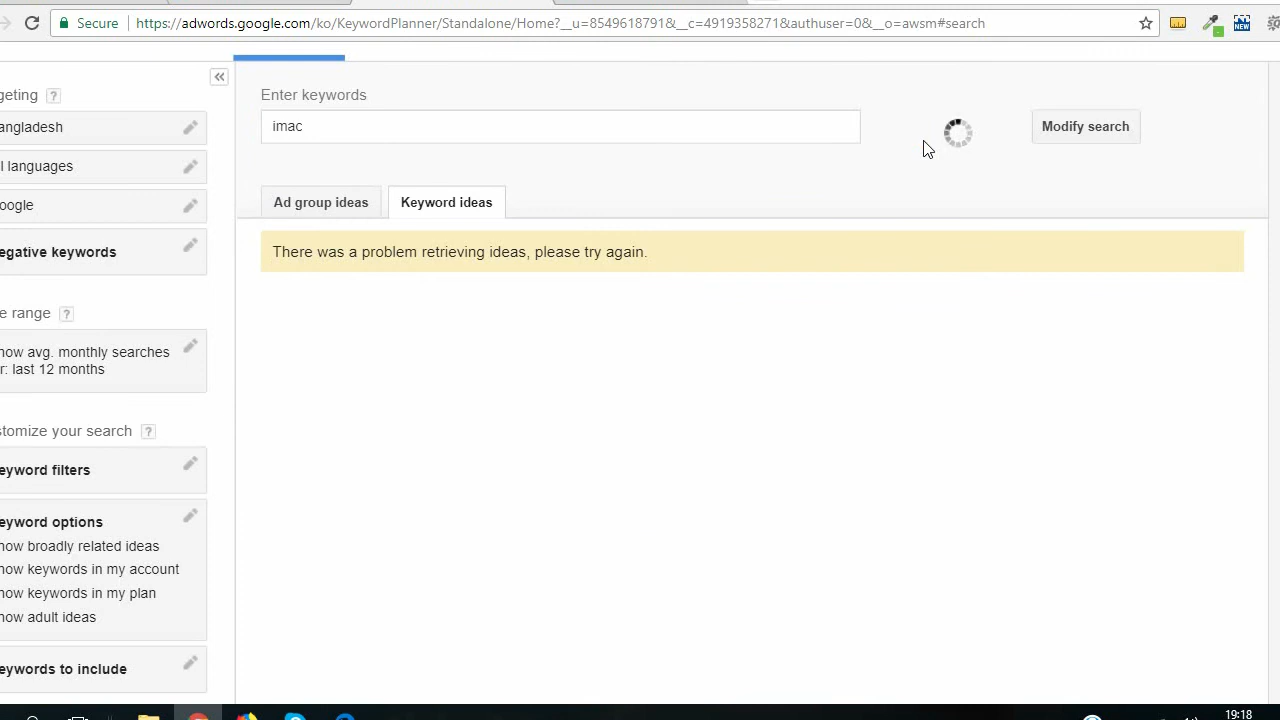 Secure
https://adwords.google.com/ko/KeywordPlanner/Standalone/Home?__u=8549618791&__c=4919358271&authuser=0&__o=awsm#search
NEW
«
geting ?
angladesh
l languages
oogle
egative keywords
e range ?
how avg. monthly searches
r: last 12 months
stomize your search ?
eyword filters
eyword options
how broadly related ideas
how keywords in my account
how keywords in my plan
how adult ideas
eywords to include
Enter keywords
imac
Modify search
Ad group ideas
Keyword ideas
There was a problem retrieving ideas, please try again.
19:18